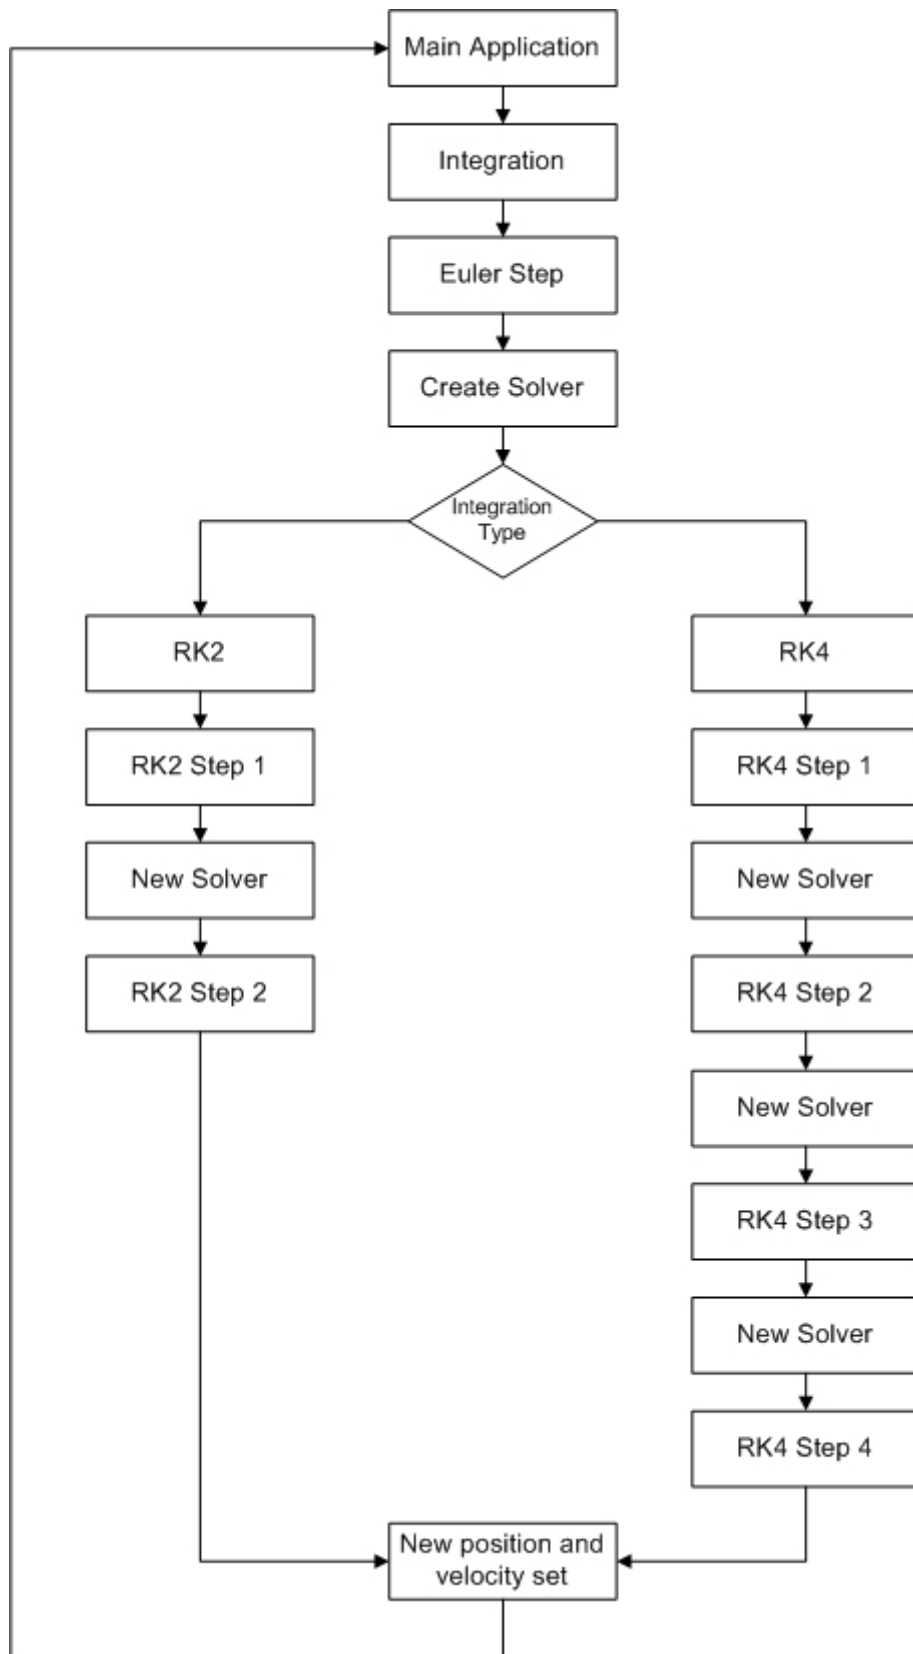 Main Application
Integration
Euler Step
Create Solver
Integration
Type
RK2
RK2 Step 1
New Solver
RK2 Step 2
RK4
RK4 Step 1
New Solver
RK4 Step 2
New Solver
RK4 Step 3
New Solver
RK4 Step 4
New position and
velocity set